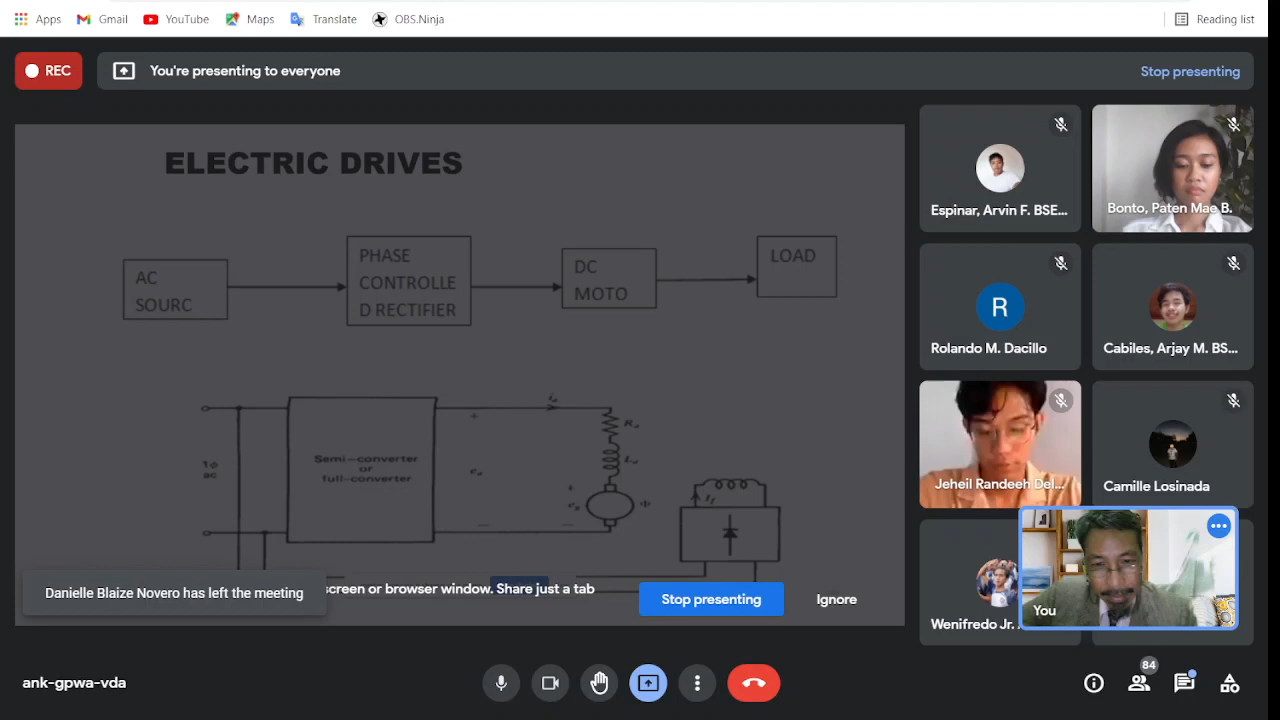 Apps Gmail YouTube Maps Translate OBS.Ninja Reading list
REC You're presenting to everyone Stop presenting
ELECTRIC DRIVES
AC
SOURC
PHASE
CONTROLLE
D RECTIFIER
DC
MOTO
LOAD
Semi-converter
or
full-converter
ac
Espinar, Arvin F. BSE...
Bonto, Paten Mae B.
R
Rolando M. Dacillo
Cabiles, Arjay M. BS...
Jeheil Randeeh Del...
Camille Losinada
Wenifredo Jr.
You
Danielle Blaize Novero has left the meeting
screen or browser window. Share just a tab
Stop presenting Ignore
ank-gpwa-vda
84